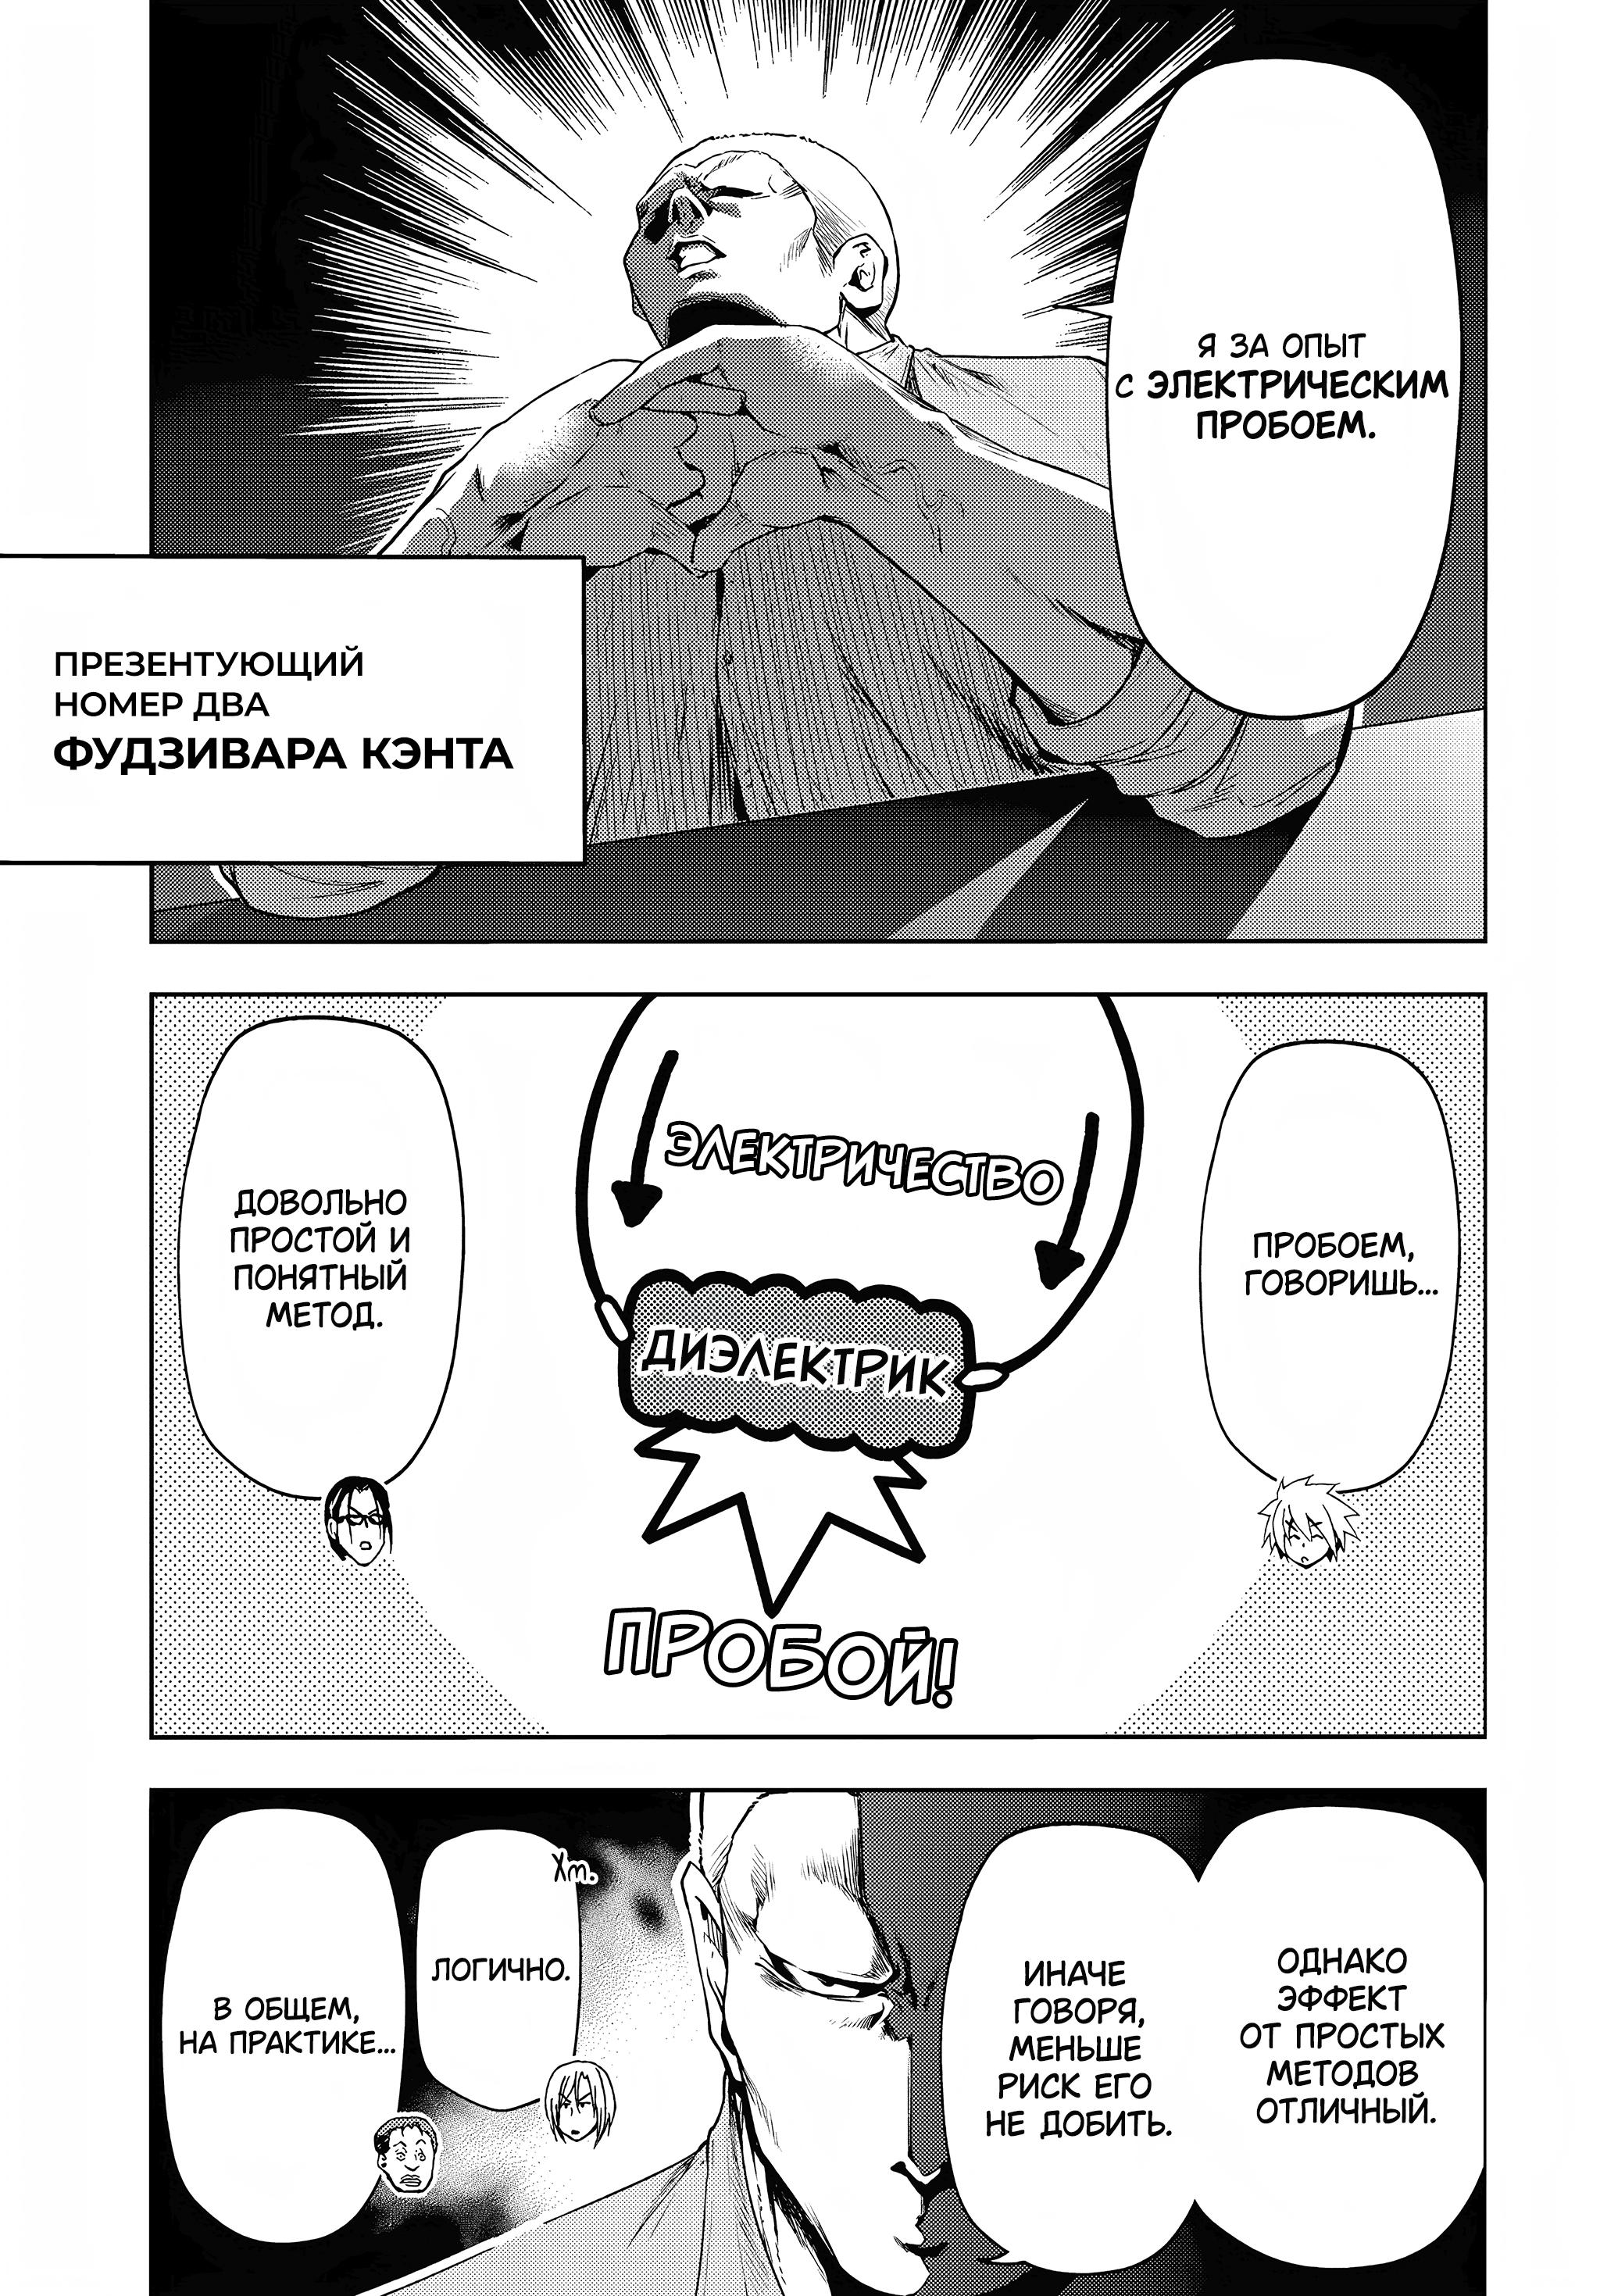 Я ЗА ОПЫТ
С ЭЛЕКТРИЧЕСКИМ
ПРОБОЕМ.
ПРЕЗЕНТУЮЩИЙ
НОМЕР ДВА
ФУДЗИВАРА КЭНТА
ПРОБОЕМ,
ГОВОРИШЬ...
ЭЛЕКТРИЧЕСТВО
ДИЭЛЕКТРИК
ПРОБОЙ!
ДОВОЛЬНО
ПРОСТОЙ И
ПОНЯТНЫЙ
МЕТОД.
ОДНАКО
ЭФФЕКТ
ОТ ПРОСТЫХ
МЕТОДОВ
ОТЛИЧНЫЙ.
ИНАЧЕ
ГОВОРЯ,
МЕНЬШЕ
РИСК ЕГО
НЕ ДОБИТЬ.
Хм.
ЛОГИЧНО.
В ОБЩЕМ,
НА ПРАКТИКЕ...